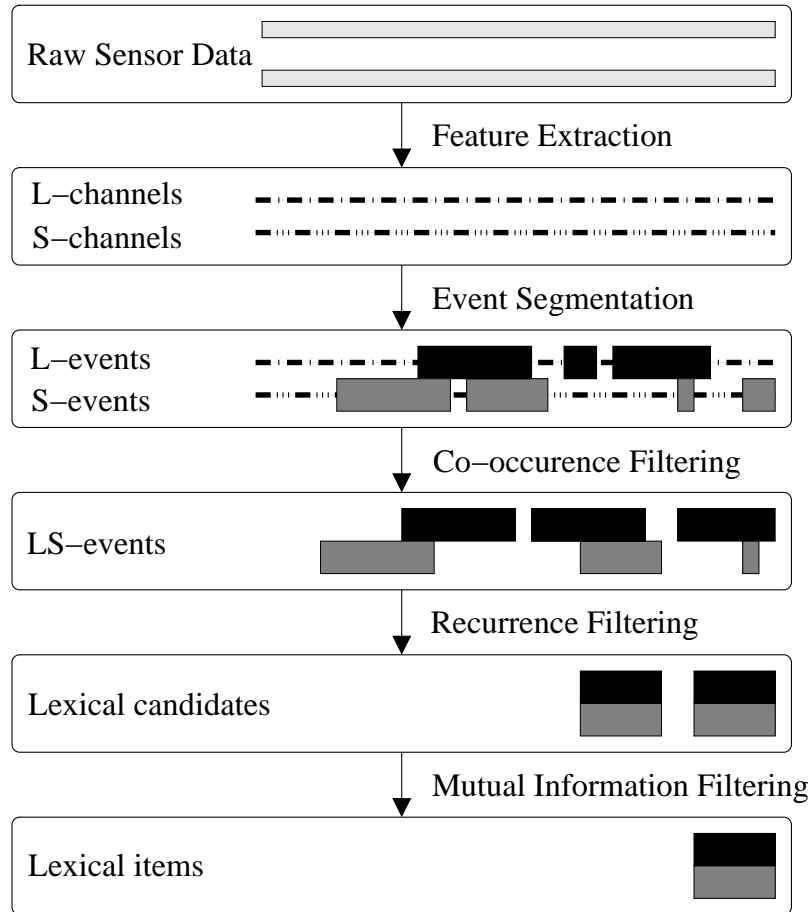 Raw Sensor Data
Feature Extraction
L−channels
S−channels
Event Segmentation
L−events
S−events
Co−occurence Filtering
LS−events
Recurrence Filtering
Lexical candidates
Mutual Information Filtering
Lexical items